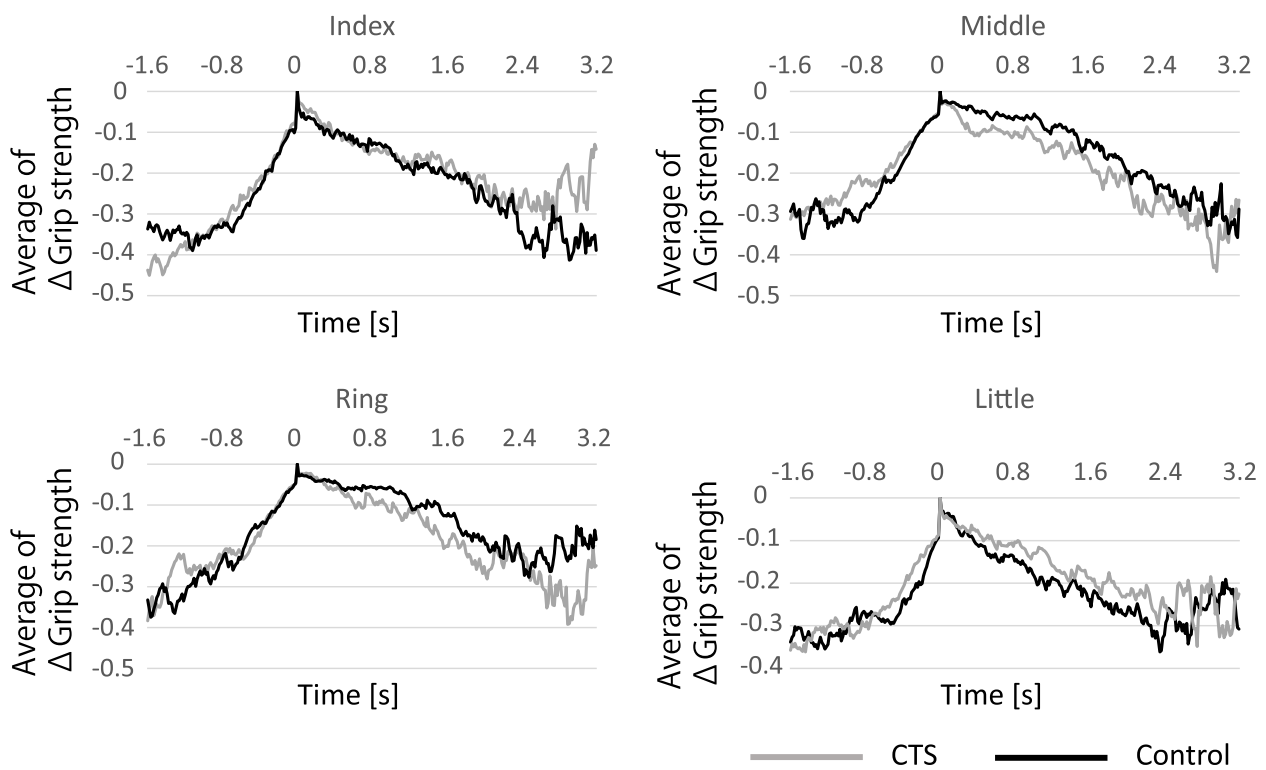 Index
-1.6 -0.8 0 0.8 1.6 2.4 3.2
0
-0.1
-0.2
-0.3
-0.4
-0.5
Average of
Δ Grip strength
Time [s]
Middle
-1.6 -0.8 0 0.8 1.6 2.4 3.2
0
-0.1
-0.2
-0.3
-0.4
-0.5
Average of
Δ Grip strength
Time [s]
Ring
-1.6 -0.8 0 0.8 1.6 2.4 3.2
0
-0.1
-0.2
-0.3
-0.4
-0.5
Average of
Δ Grip strength
Time [s]
Little
-1.6 -0.8 0 0.8 1.6 2.4 3.2
0
-0.1
-0.2
-0.3
-0.4
Average of
Δ Grip strength
Time [s]
CTS Control